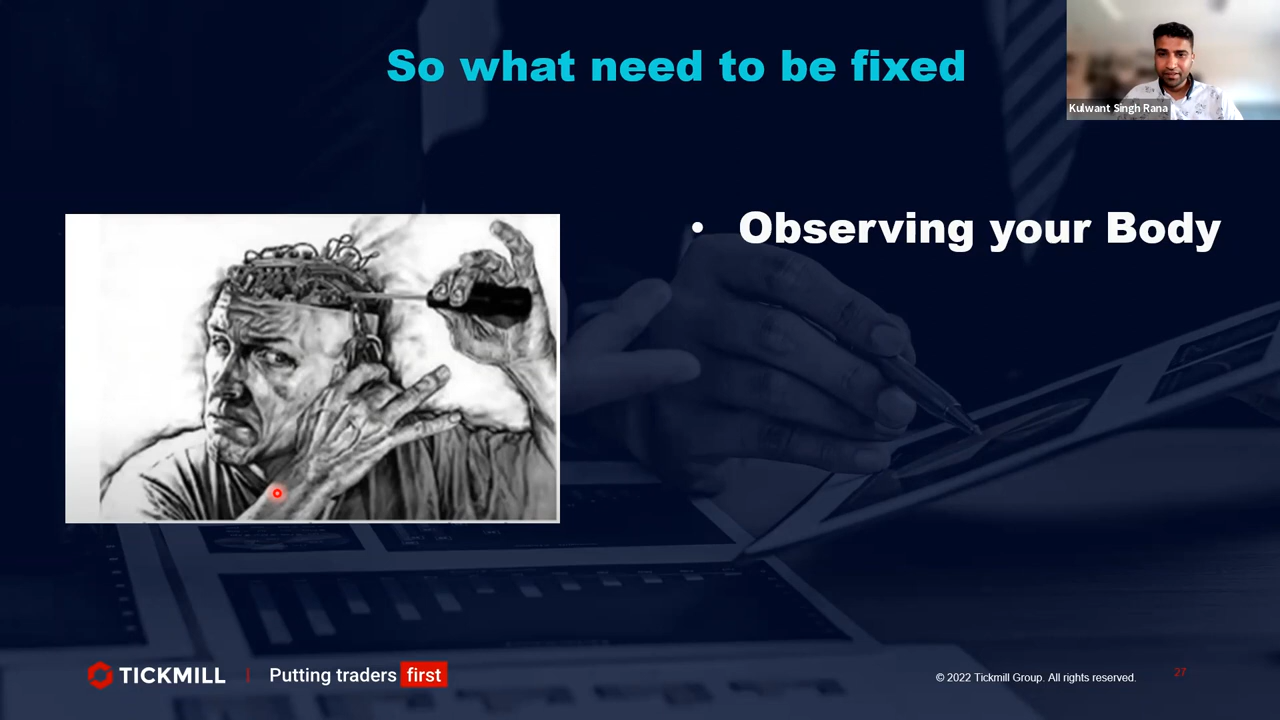 So what need to be fixed
Kulwant Singh Rana
• Observing your Body
TICKMILL | Putting traders first
© 2022 Tickmill Group. All rights reserved.
27